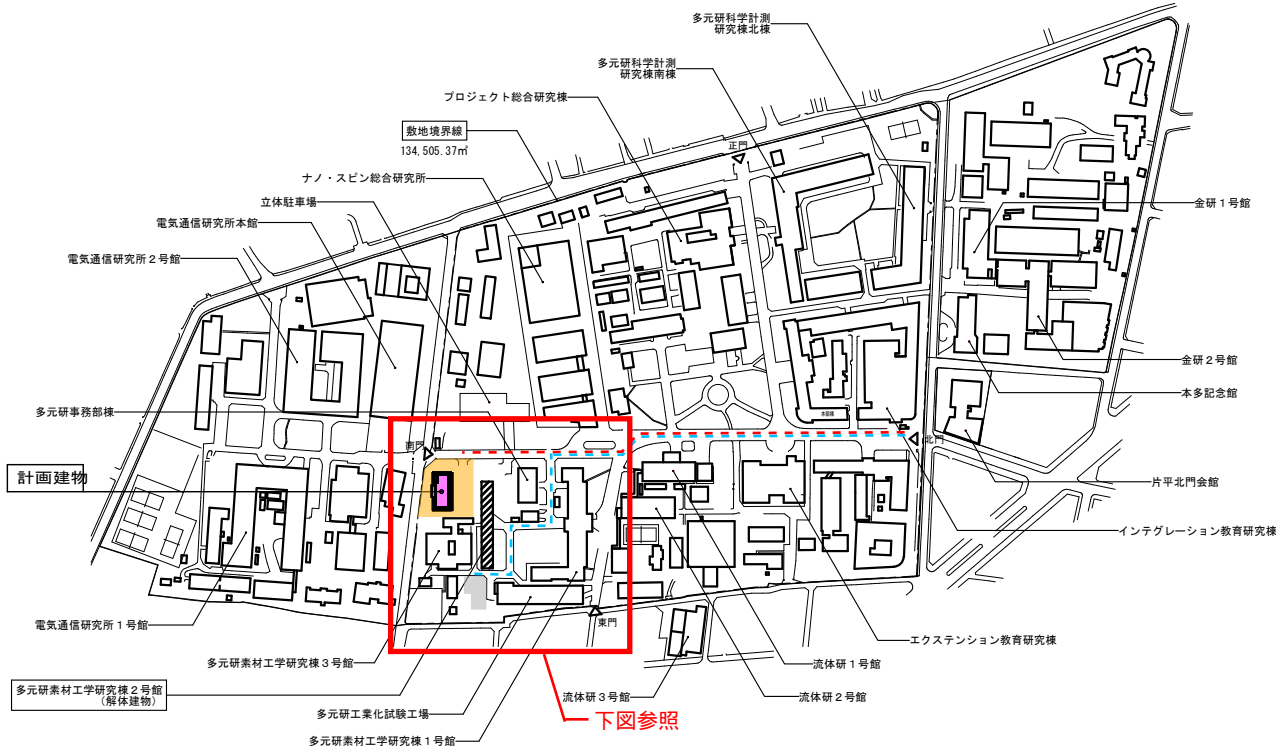 多元研科学計測
研究棟北棟
多元研科学計測
研究棟南棟
プロジェクト総合研究棟
敷地境界線
134,505.37㎡
正門
ナノ・スピン総合研究所
立体駐車場
金研１号館
電気通信研究所本館
電気通信研究所２号館
金研２号館
本多記念館
多元研事務部棟
本部棟
南門
北門
計画建物
片平北門会館
インテグレーション教育研究棟
電気通信研究所１号館
東門
エクステンション教育研究棟
多元研素材工学研究棟３号館
流体研１号館
多元研素材工学研究棟２号館
（解体建物）
流体研３号館
流体研２号館
多元研工業化試験工場
下図参照
多元研素材工学研究棟１号館